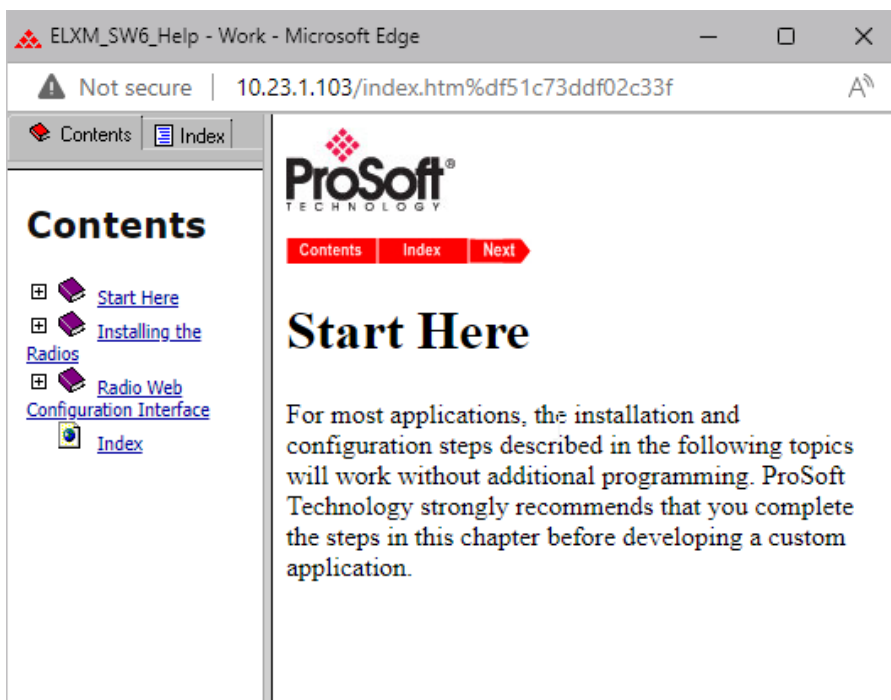 ELXM_SW6_Help - Work - Microsoft Edge
Not secure | 10.23.1.103/index.htm%df51c73ddf02c33f
Contents Index
Contents
Start Here
Installing the
Radios
Radio Web
Configuration Interface
Index
ProSoft®
TECHNOLOGY
Contents Index Next
Start Here
For most applications, the installation and
configuration steps described in the following topics
will work without additional programming. ProSoft
Technology strongly recommends that you complete
the steps in this chapter before developing a custom
application.